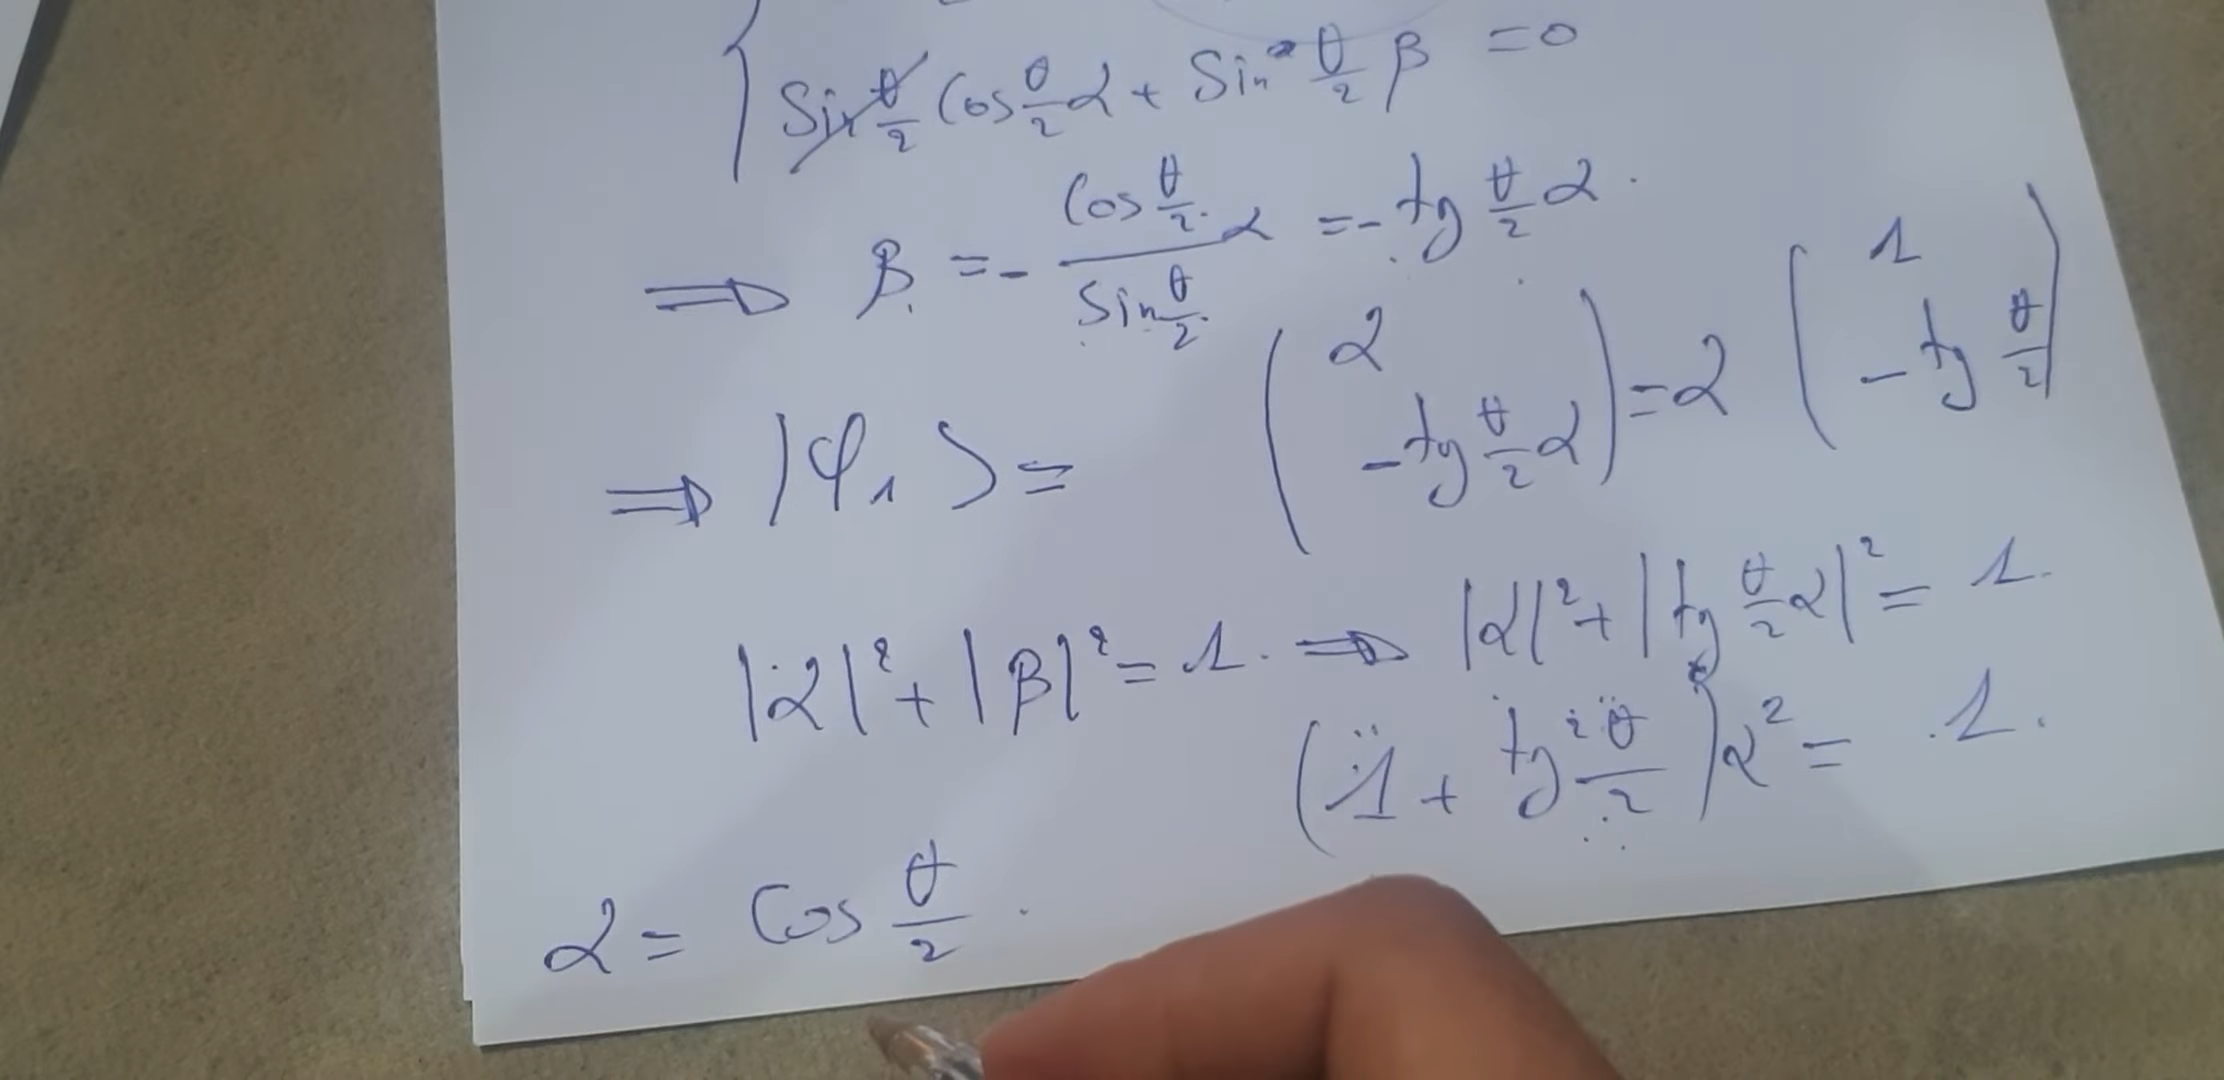 Sin θ/2 Cos θ/2 α + Sin θ/2 β = 0
⇒ β = - (Cos θ/2 α)/(Sin θ/2) = - tg θ/2 α.
⇒ |φ₁> = (α ; -tg θ/2 α) = α (1 ; -tg θ/2)
|α|² + |β|² = 1. ⇒ |α|² + |tg θ/2 α|² = 1.
(1 + tg² θ/2) α² = 1.
α = Cos θ/2.